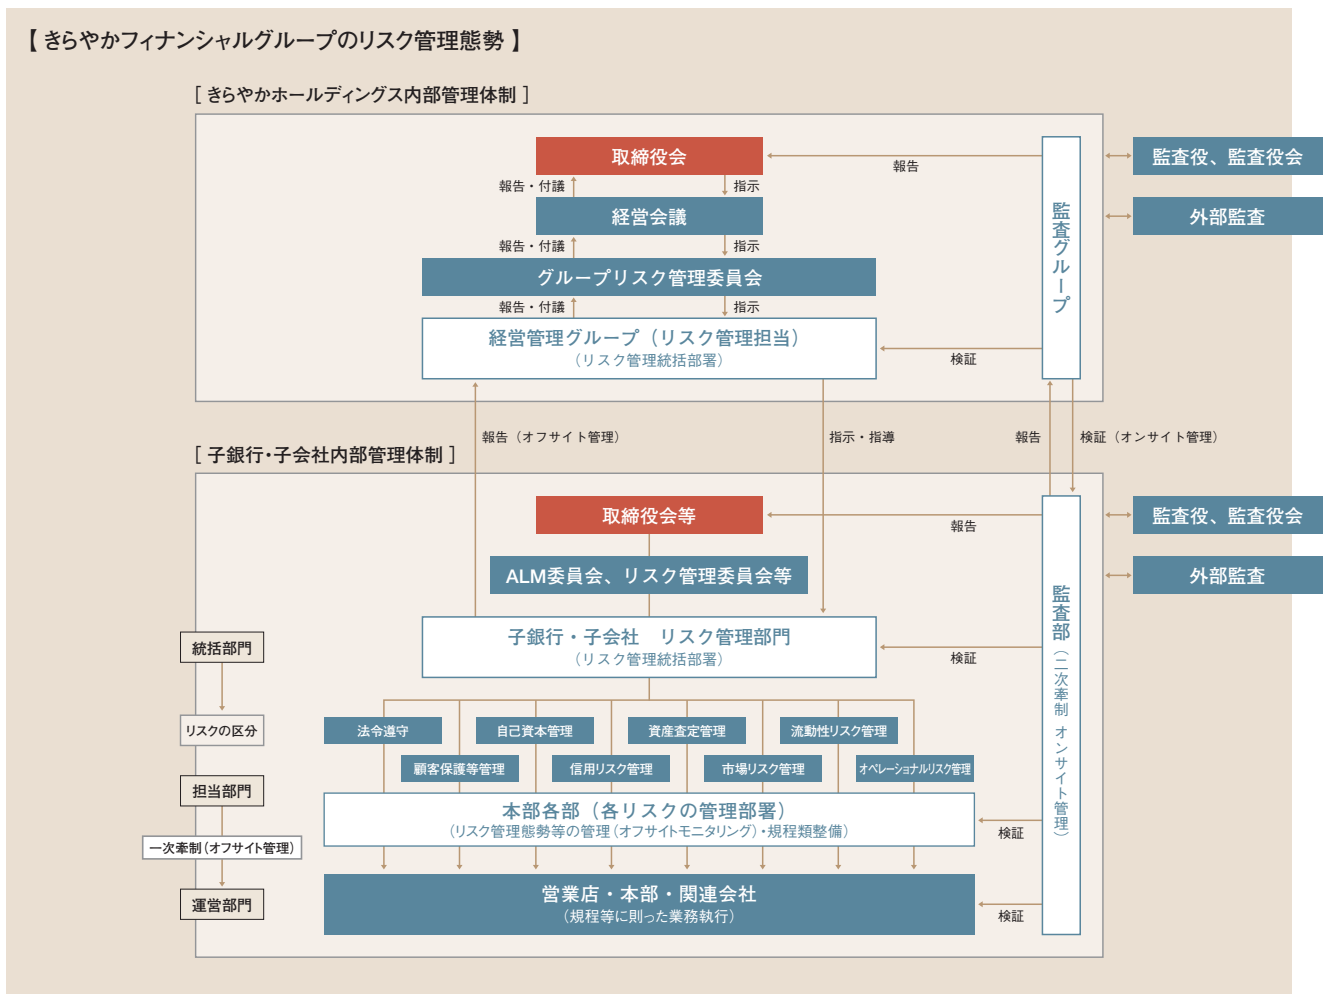 【 きらやかフィナンシャルグループのリスク管理態勢 】
[ きらやかホールディングス内部管理体制 ]
取締役会
報告
監査役、監査役会
報告・付議
指示
経営会議
外部監査
監査グループ
報告・付議
指示
グループリスク管理委員会
報告・付議
指示
経営管理グループ（リスク管理担当）
（リスク管理統括部署）
検証
報告（オフサイト管理）
指示・指導
報告
検証（オンサイト管理）
[ 子銀行・子会社内部管理体制 ]
取締役会等
報告
監査役、監査役会
ALM委員会、リスク管理委員会等
外部監査
監査部（二次牽制 オンサイト管理）
子銀行・子会社　リスク管理部門
（リスク管理統括部署）
検証
統括部門
リスクの区分
法令遵守
自己資本管理
資産査定管理
流動性リスク管理
顧客保護等管理
信用リスク管理
市場リスク管理
オペレーショナルリスク管理
担当部門
本部各部（各リスクの管理部署）
（リスク管理態勢等の管理（オフサイトモニタリング）・規程類整備）
検証
一次牽制（オフサイト管理）
運営部門
営業店・本部・関連会社
（規程等に則った業務執行）
検証